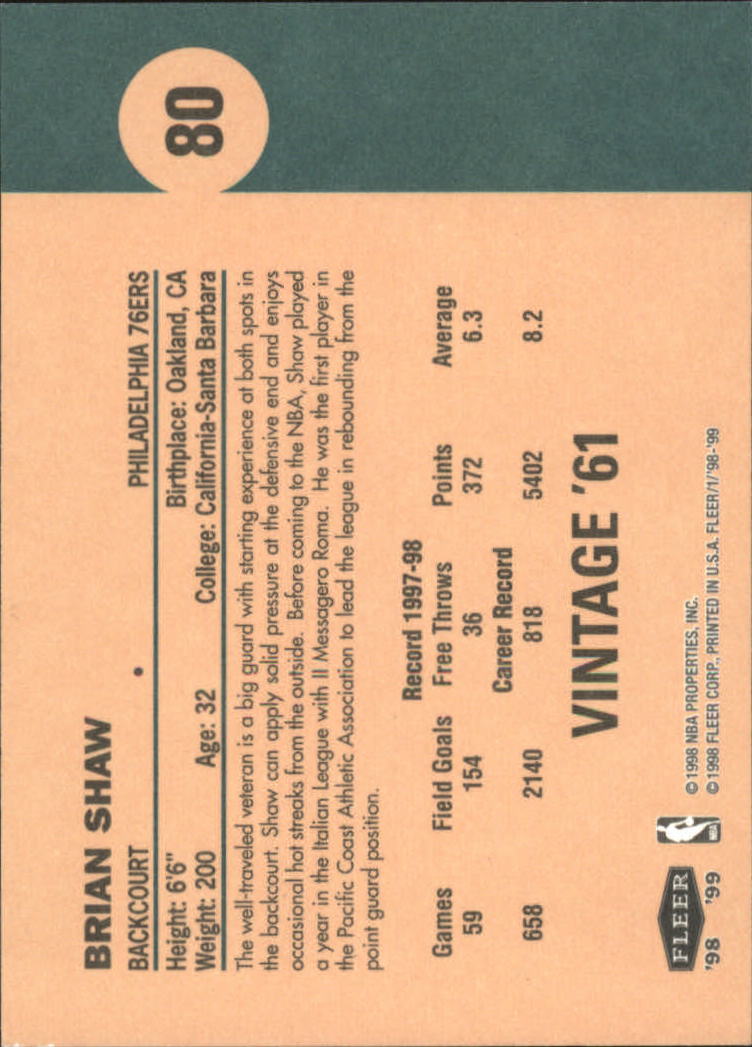 80
BRIAN SHAW
BACKCOURT PHILADELPHIA 76ERS
Height: 6'6" Birthplace: Oakland, CA
Weight: 200 Age: 32 College: California-Santa Barbara
The well-traveled veteran is a big guard with starting experience at both spots in
the backcourt. Shaw can apply solid pressure at the defensive end and enjoys
occasional hot streaks from the outside. Before coming to the NBA, Shaw played
a year in the Italian League with Il Messagero Roma. He was the first player in
the Pacific Coast Athletic Association to lead the league in rebounding from the
point guard position.
Record 1997-98
Games Field Goals Free Throws Points Average
59 154 36 372 6.3
Career Record
658 2140 818 5402 8.2
VINTAGE '61
FLEER
'98 '99
NBA
©1998 NBA PROPERTIES, INC.
©1998 FLEER CORP., PRINTED IN U.S.A. FLEER/1/'98-'99